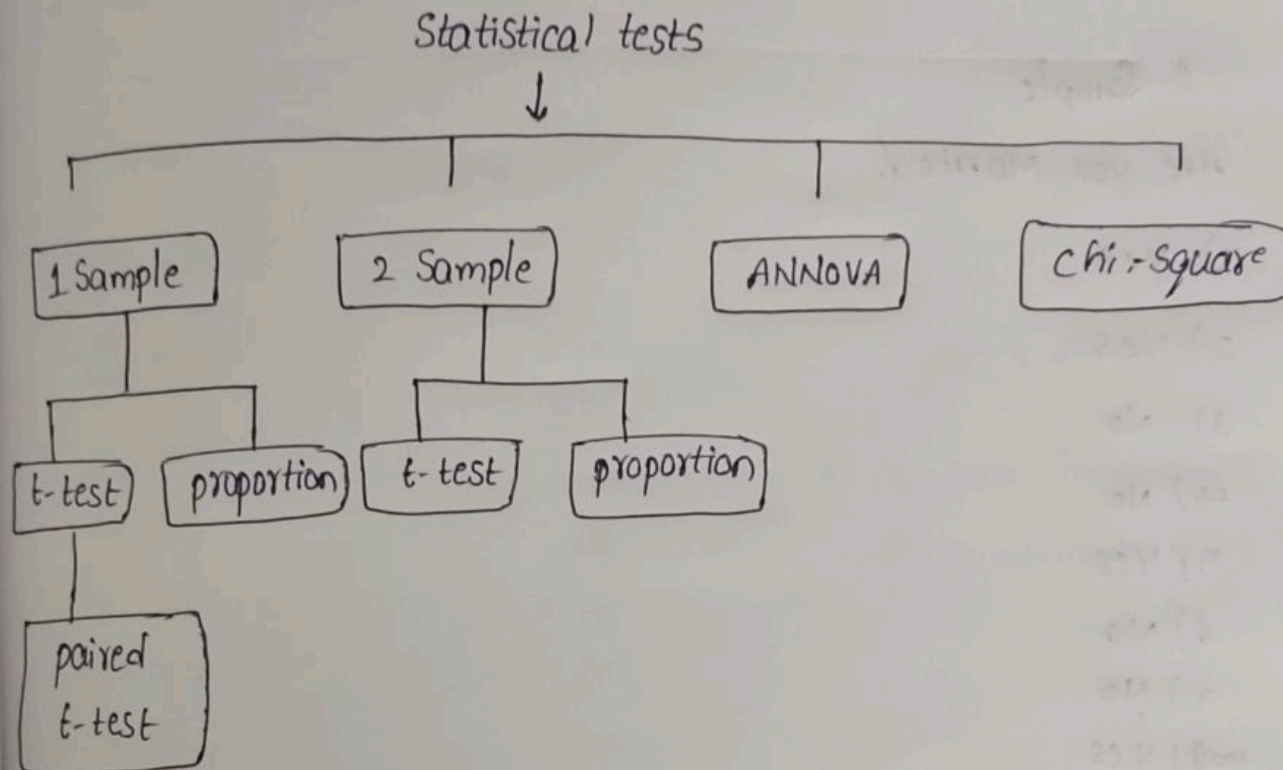 Statistical tests
1 Sample
2 Sample
ANNOVA
chi-square
t-test
proportion
t-test
proportion
paired
t-test